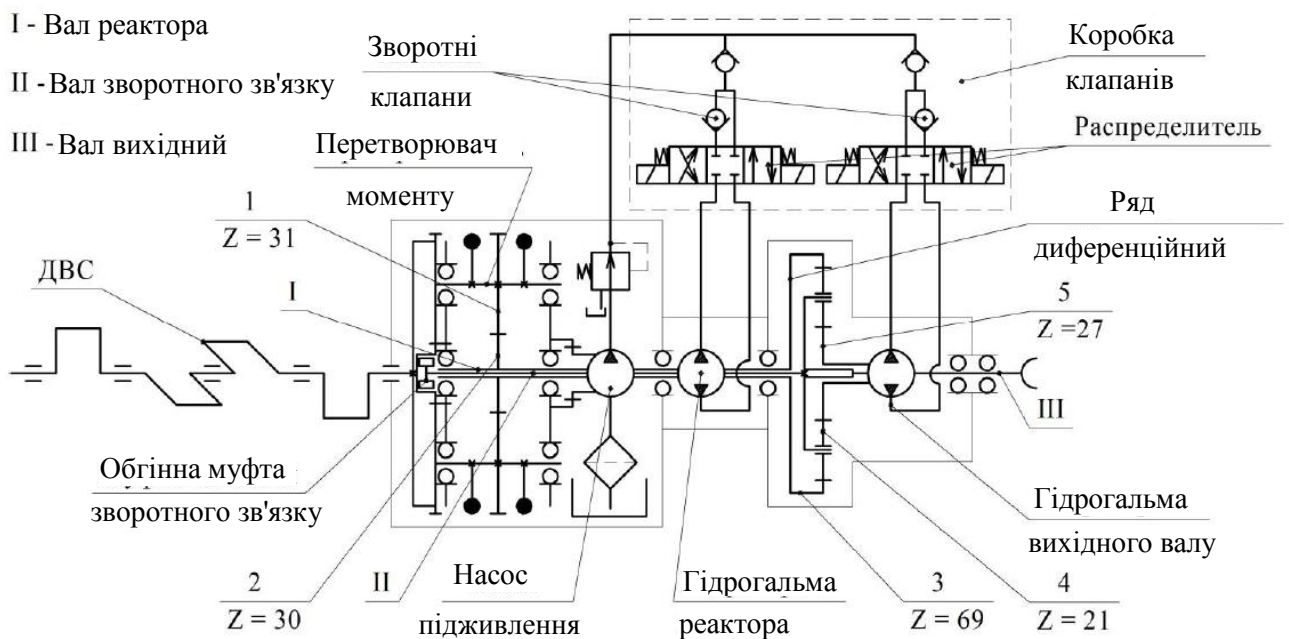 I - Вал реактора
II - Вал зворотного зв'язку
III - Вал вихідний
Зворотні
клапани
Коробка
клапанів
Распределитель
Перетворювач
моменту
1
Z = 31
Ряд
диференційний
ДВС
I
5
Z =27
III
Обгінна муфта
зворотного зв'язку
Гідрогальма
вихідного валу
2
Z = 30
II
Насос
підживлення
Гідрогальма
реактора
3
Z = 69
4
Z = 21